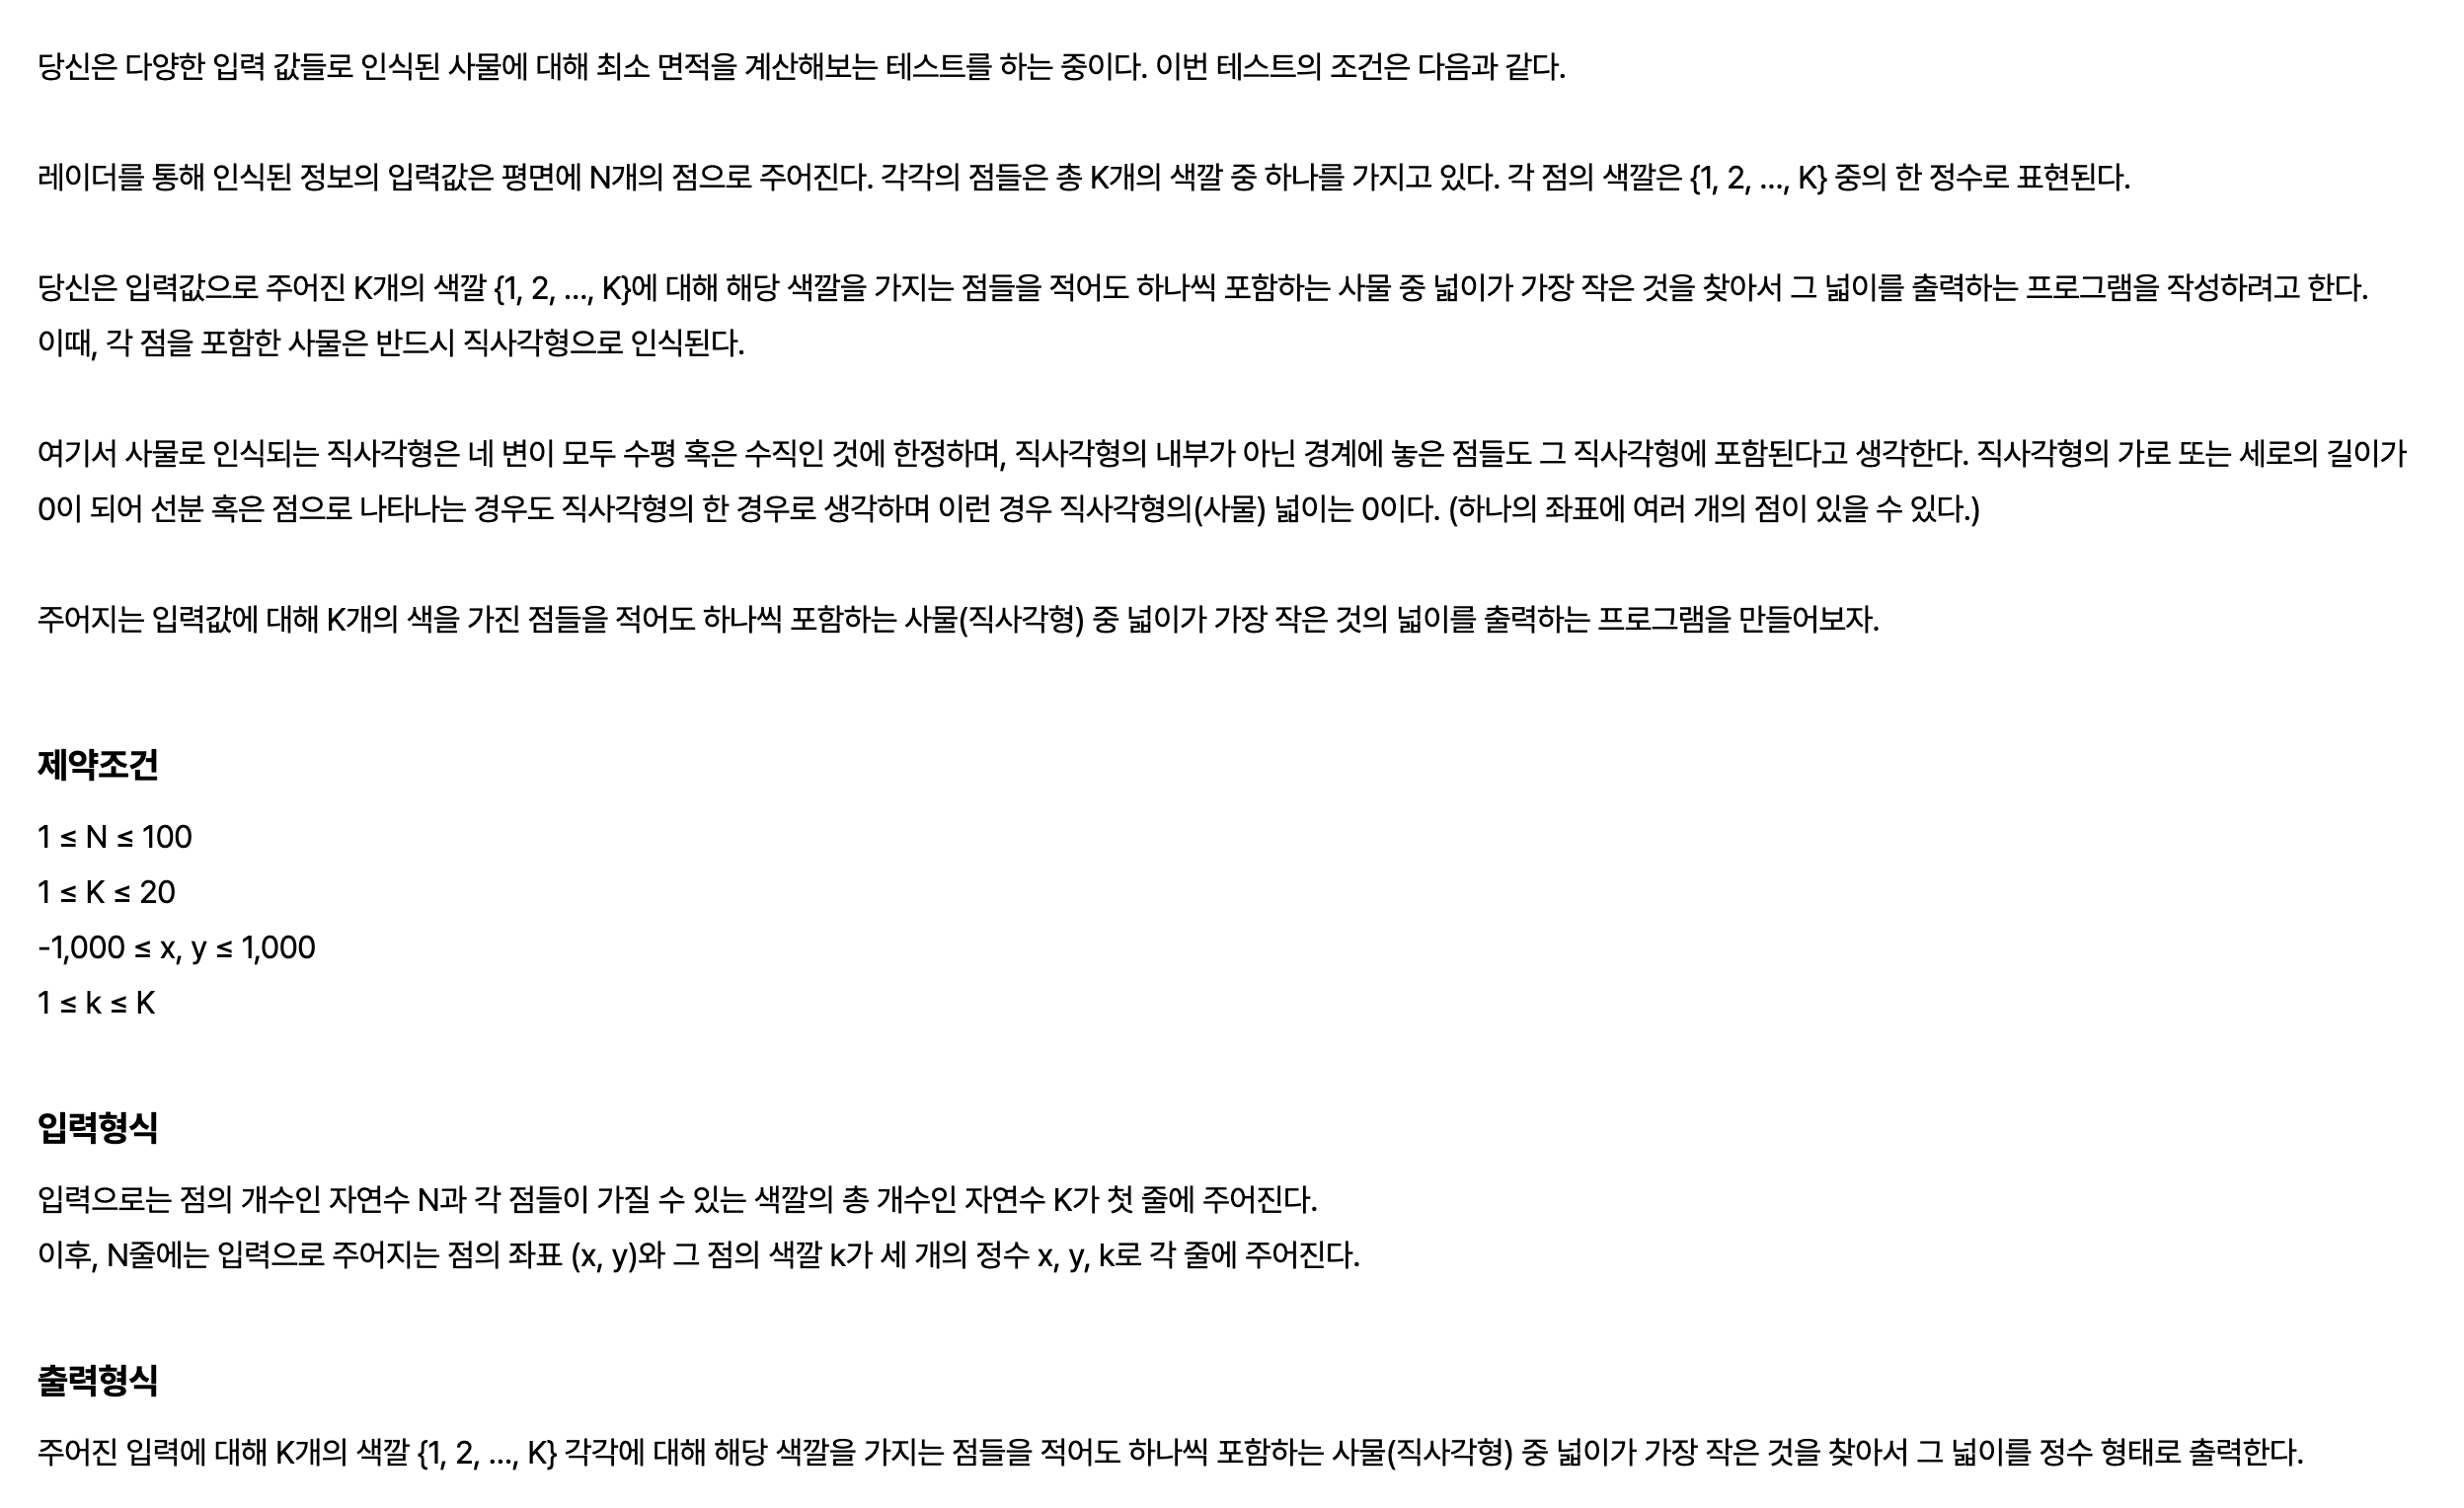 당신은 다양한 입력 값들로 인식된 사물에 대해 최소 면적을 계산해보는 테스트를 하는 중이다. 이번 테스트의 조건은 다음과 같다.
레이더를 통해 인식된 정보의 입력값은 평면에 N개의 점으로 주어진다. 각각의 점들은 총 K개의 색깔 중 하나를 가지고 있다. 각 점의 색깔은 {1, 2, ..., K} 중의 한 정수로 표현된다.
당신은 입력값으로 주어진 K개의 색깔 {1, 2, ..., K}에 대해 해당 색깔을 가지는 점들을 적어도 하나씩 포함하는 사물 중 넓이가 가장 작은 것을 찾아서 그 넓이를 출력하는 프로그램을 작성하려고 한다.
이때, 각 점을 포함한 사물은 반드시 직사각형으로 인식된다.
여기서 사물로 인식되는 직사각형은 네 변이 모두 수평 혹은 수직인 것에 한정하며, 직사각형의 내부가 아닌 경계에 놓은 점들도 그 직사각형에 포함된다고 생각한다. 직사각형의 가로 또는 세로의 길이가
0이 되어 선분 혹은 점으로 나타나는 경우도 직사각형의 한 경우로 생각하며 이런 경우 직사각형의(사물) 넓이는 0이다. (하나의 좌표에 여러 개의 점이 있을 수 있다.)
주어지는 입력값에 대해 K개의 색을 가진 점들을 적어도 하나씩 포함하는 사물(직사각형) 중 넓이가 가장 작은 것의 넓이를 출력하는 프로그램을 만들어보자.
제약조건
1 ≤ N ≤ 100
1 ≤ K ≤ 20
-1,000 ≤ x, y ≤ 1,000
1 ≤ k ≤ K
입력형식
입력으로는 점의 개수인 자연수 N과 각 점들이 가질 수 있는 색깔의 총 개수인 자연수 K가 첫 줄에 주어진다.
이후, N줄에는 입력으로 주어지는 점의 좌표 (x, y)와 그 점의 색깔 k가 세 개의 정수 x, y, k로 각 줄에 주어진다.
출력형식
주어진 입력에 대해 K개의 색깔 {1, 2, ..., K} 각각에 대해 해당 색깔을 가지는 점들을 적어도 하나씩 포함하는 사물(직사각형) 중 넓이가 가장 작은 것을 찾아서 그 넓이를 정수 형태로 출력한다.